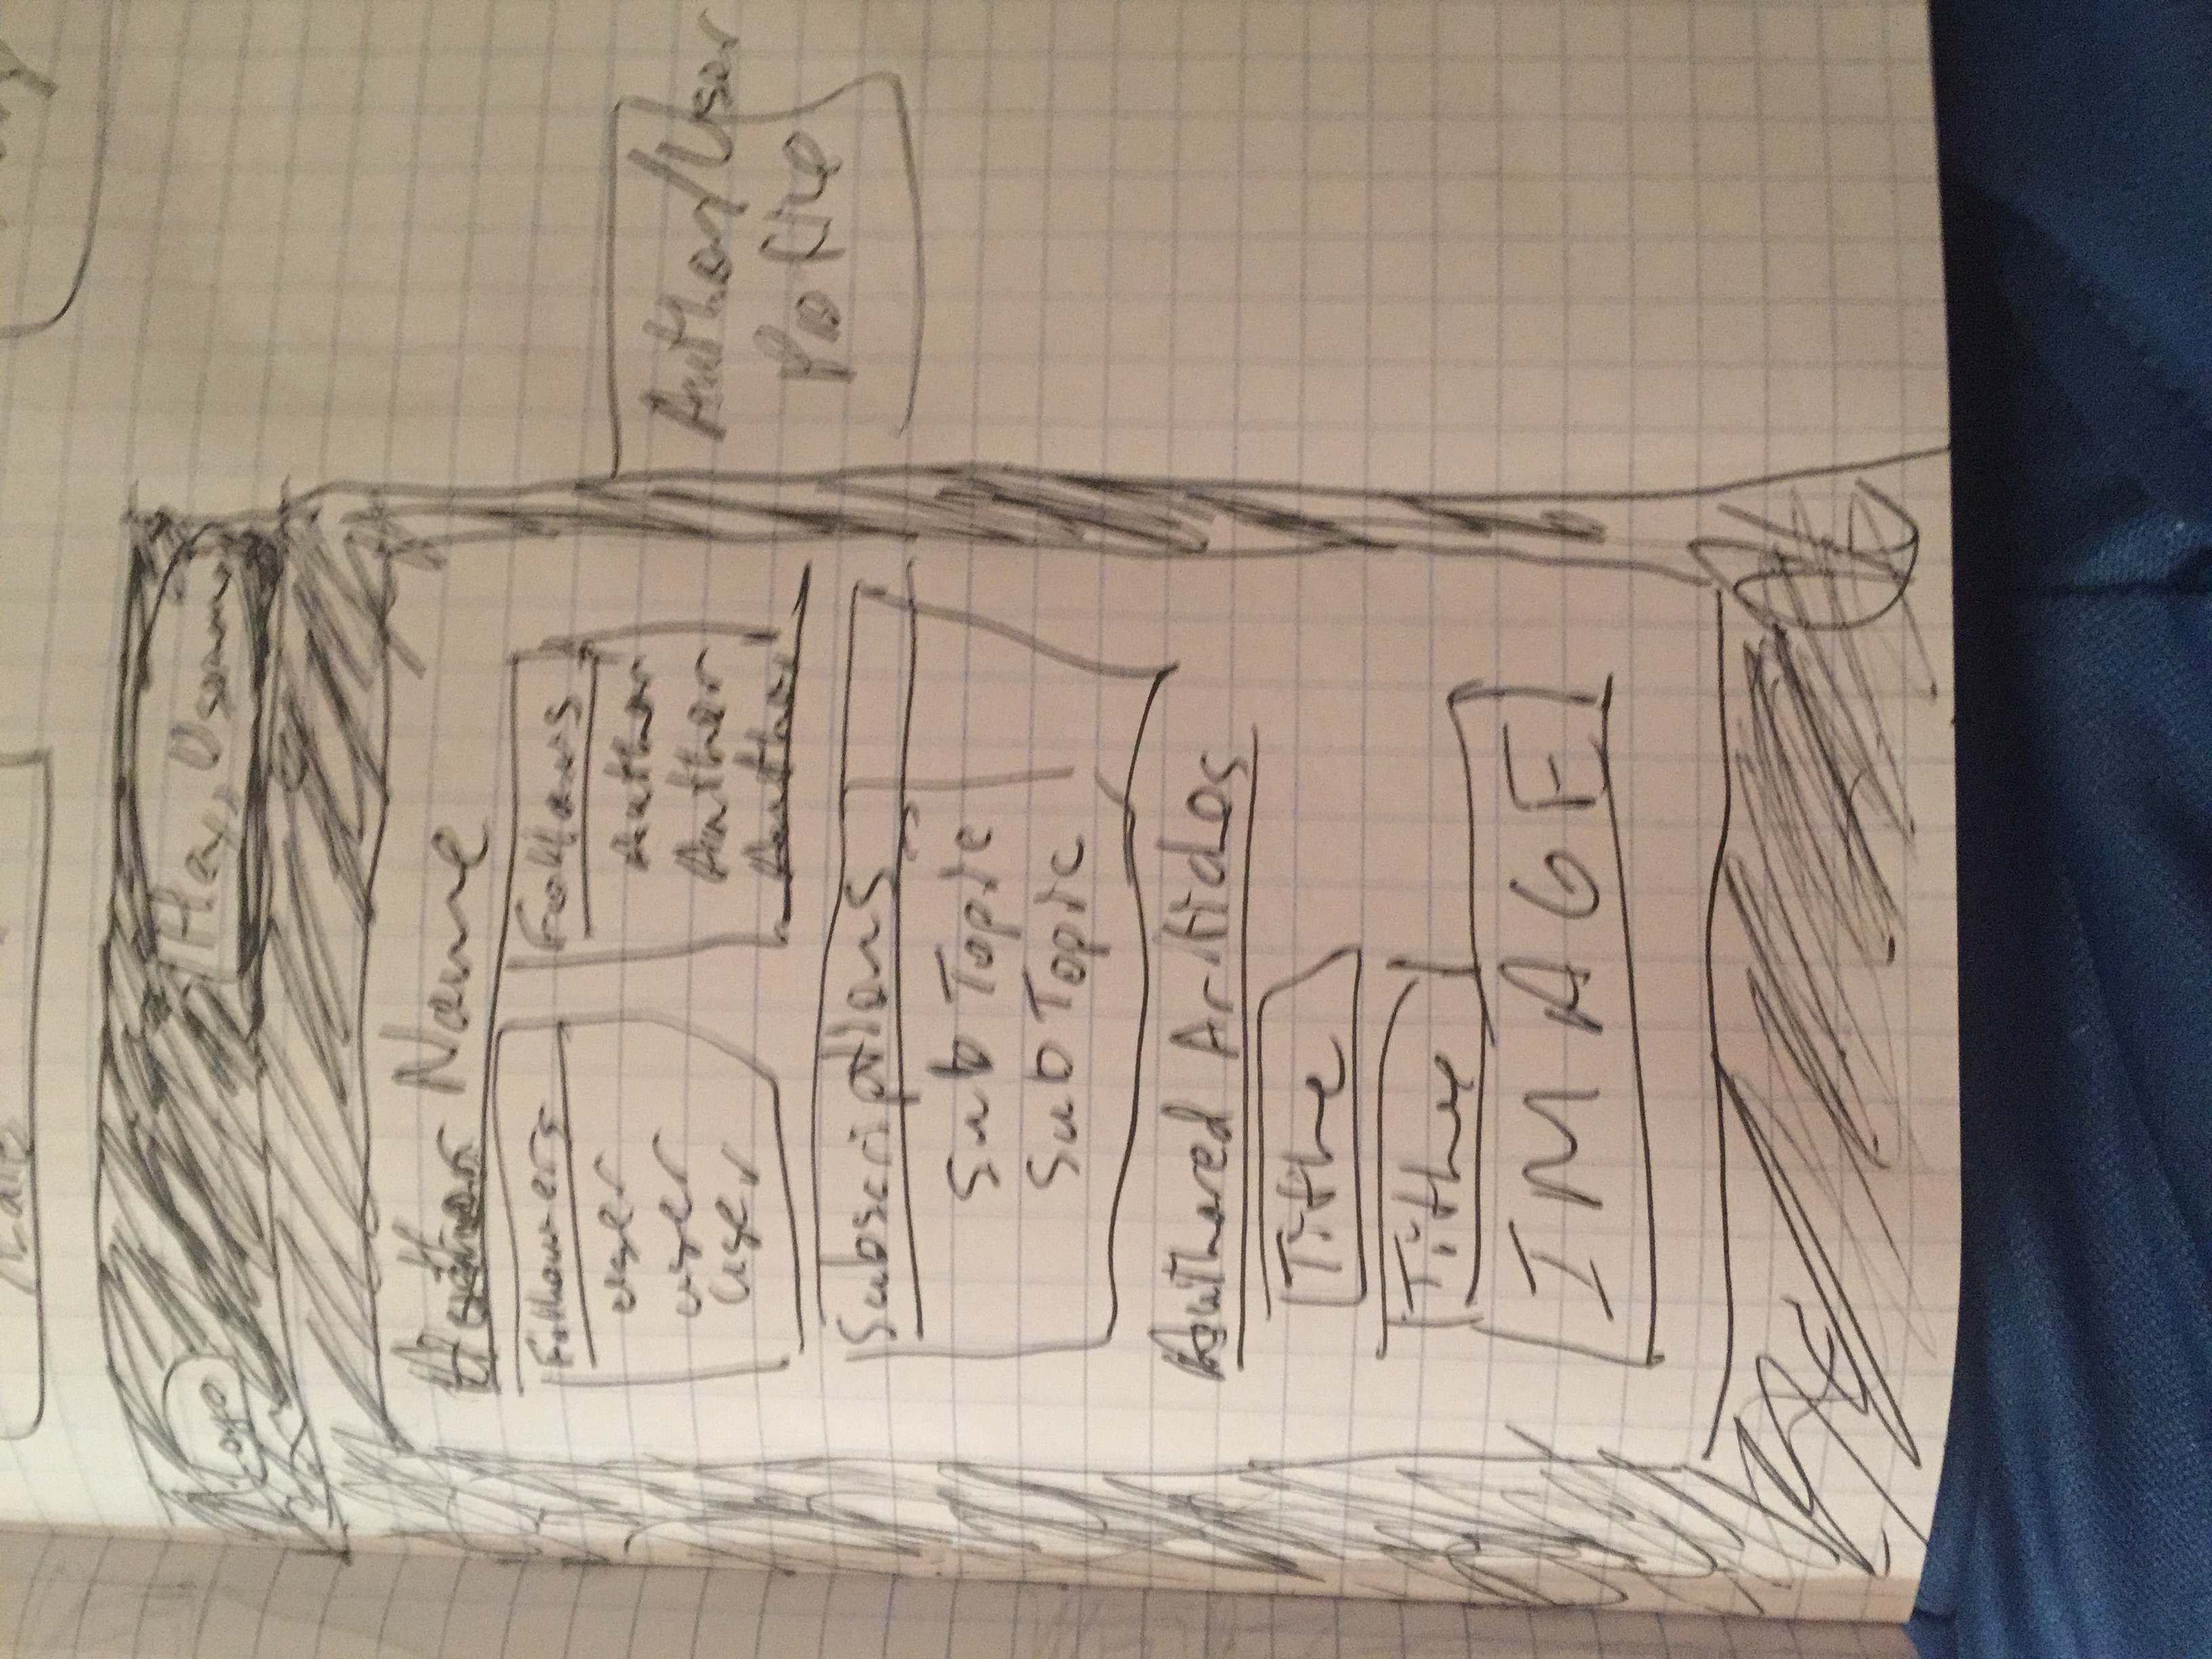 Logo
Hey, Usernam
Author Name
Followers
user
user
user
Follows
Author
Author
Author
Author/User
Profile
Subscriptions
Sub Topic
Sub Topic
Authored Articles
Title
Title
IMAGE